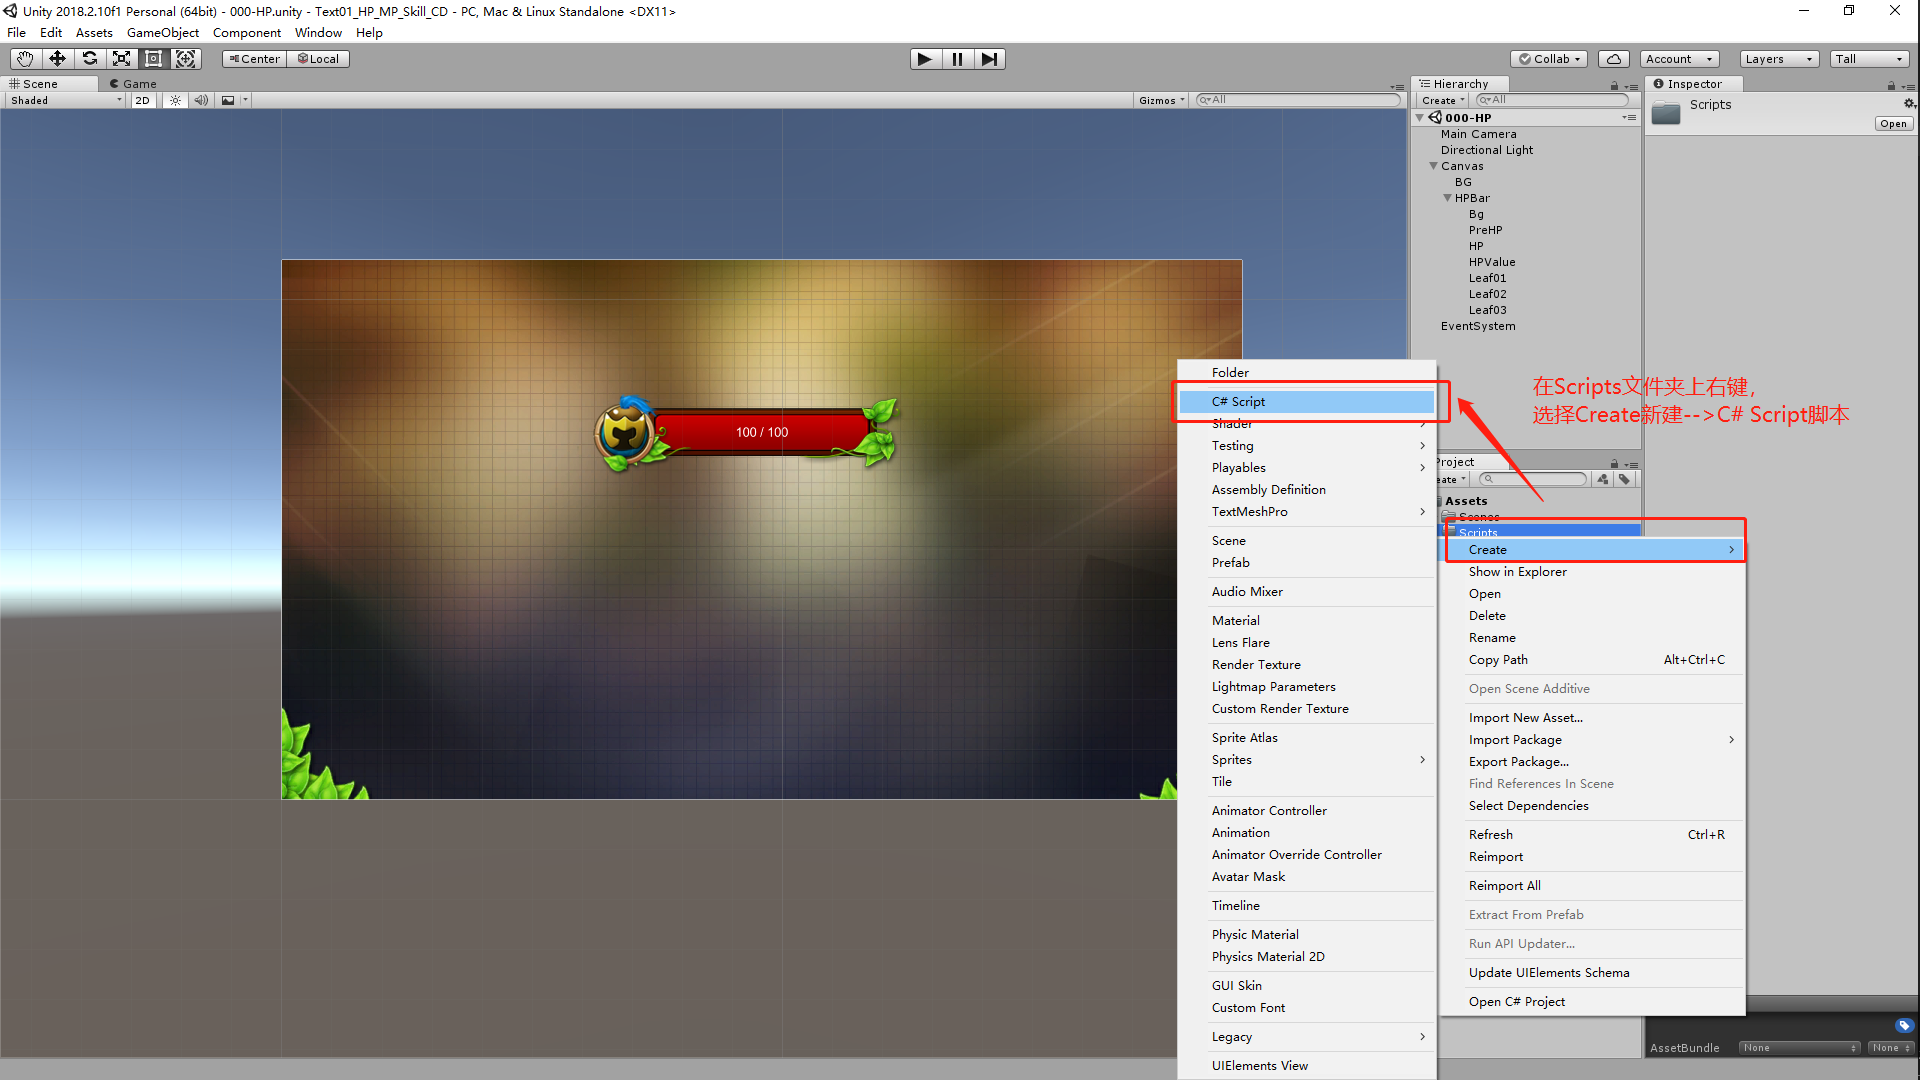 Unity 2018.2.10f1 Personal (64bit) - 000-HP.unity - Text01_HP_MP_Skill_CD - PC, Mac & Linux Standalone <DX11>
File Edit Assets GameObject Component Window Help
Center Local
Collab Account Layers Tall
Scene Game
Shaded 2D Gizmos All
Hierarchy
Create All
000-HP
Main Camera
Directional Light
Canvas
BG
HPBar
Bg
PreHP
HP
HPValue
Leaf01
Leaf02
Leaf03
EventSystem
Inspector
Scripts
Open
100 / 100
在Scripts文件夹上右键，
选择Create新建-->C# Script脚本
Folder
C# Script
Shader
Testing
Playables
Assembly Definition
TextMeshPro
Scene
Prefab
Audio Mixer
Material
Lens Flare
Render Texture
Lightmap Parameters
Custom Render Texture
Sprite Atlas
Sprites
Tile
Animator Controller
Animation
Animator Override Controller
Avatar Mask
Timeline
Physic Material
Physics Material 2D
GUI Skin
Custom Font
Legacy
UIElements View
Project
eate
Assets
Scenes
Scripts
Create
Show in Explorer
Open
Delete
Rename
Copy Path Alt+Ctrl+C
Open Scene Additive
Import New Asset...
Import Package
Export Package...
Find References In Scene
Select Dependencies
Refresh Ctrl+R
Reimport
Reimport All
Extract From Prefab
Run API Updater...
Update UIElements Schema
Open C# Project
AssetBundle None None